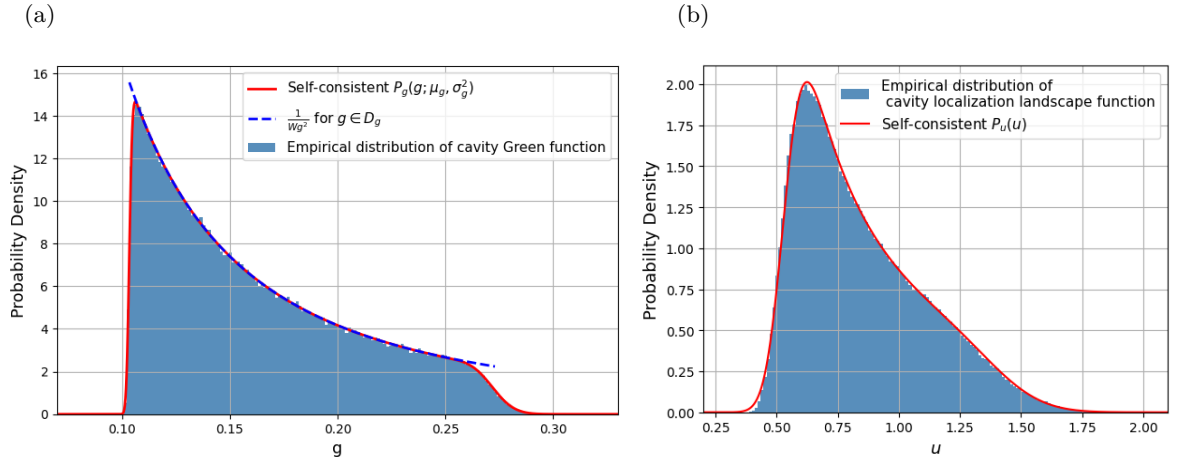 (a)
(b)
16
14
12
10
8
6
4
2
0
Probability Density
0.10
0.15
0.20
0.25
0.30
g
Self-consistent P_g(g; μ_g, σ_g^2)
1/(Wg^2) for g ∈ D_g
Empirical distribution of cavity Green function
2.00
1.75
1.50
1.25
1.00
0.75
0.50
0.25
0.00
Probability Density
0.25
0.50
0.75
1.00
1.25
1.50
1.75
2.00
u
Empirical distribution of
cavity localization landscape function
Self-consistent P_u(u)